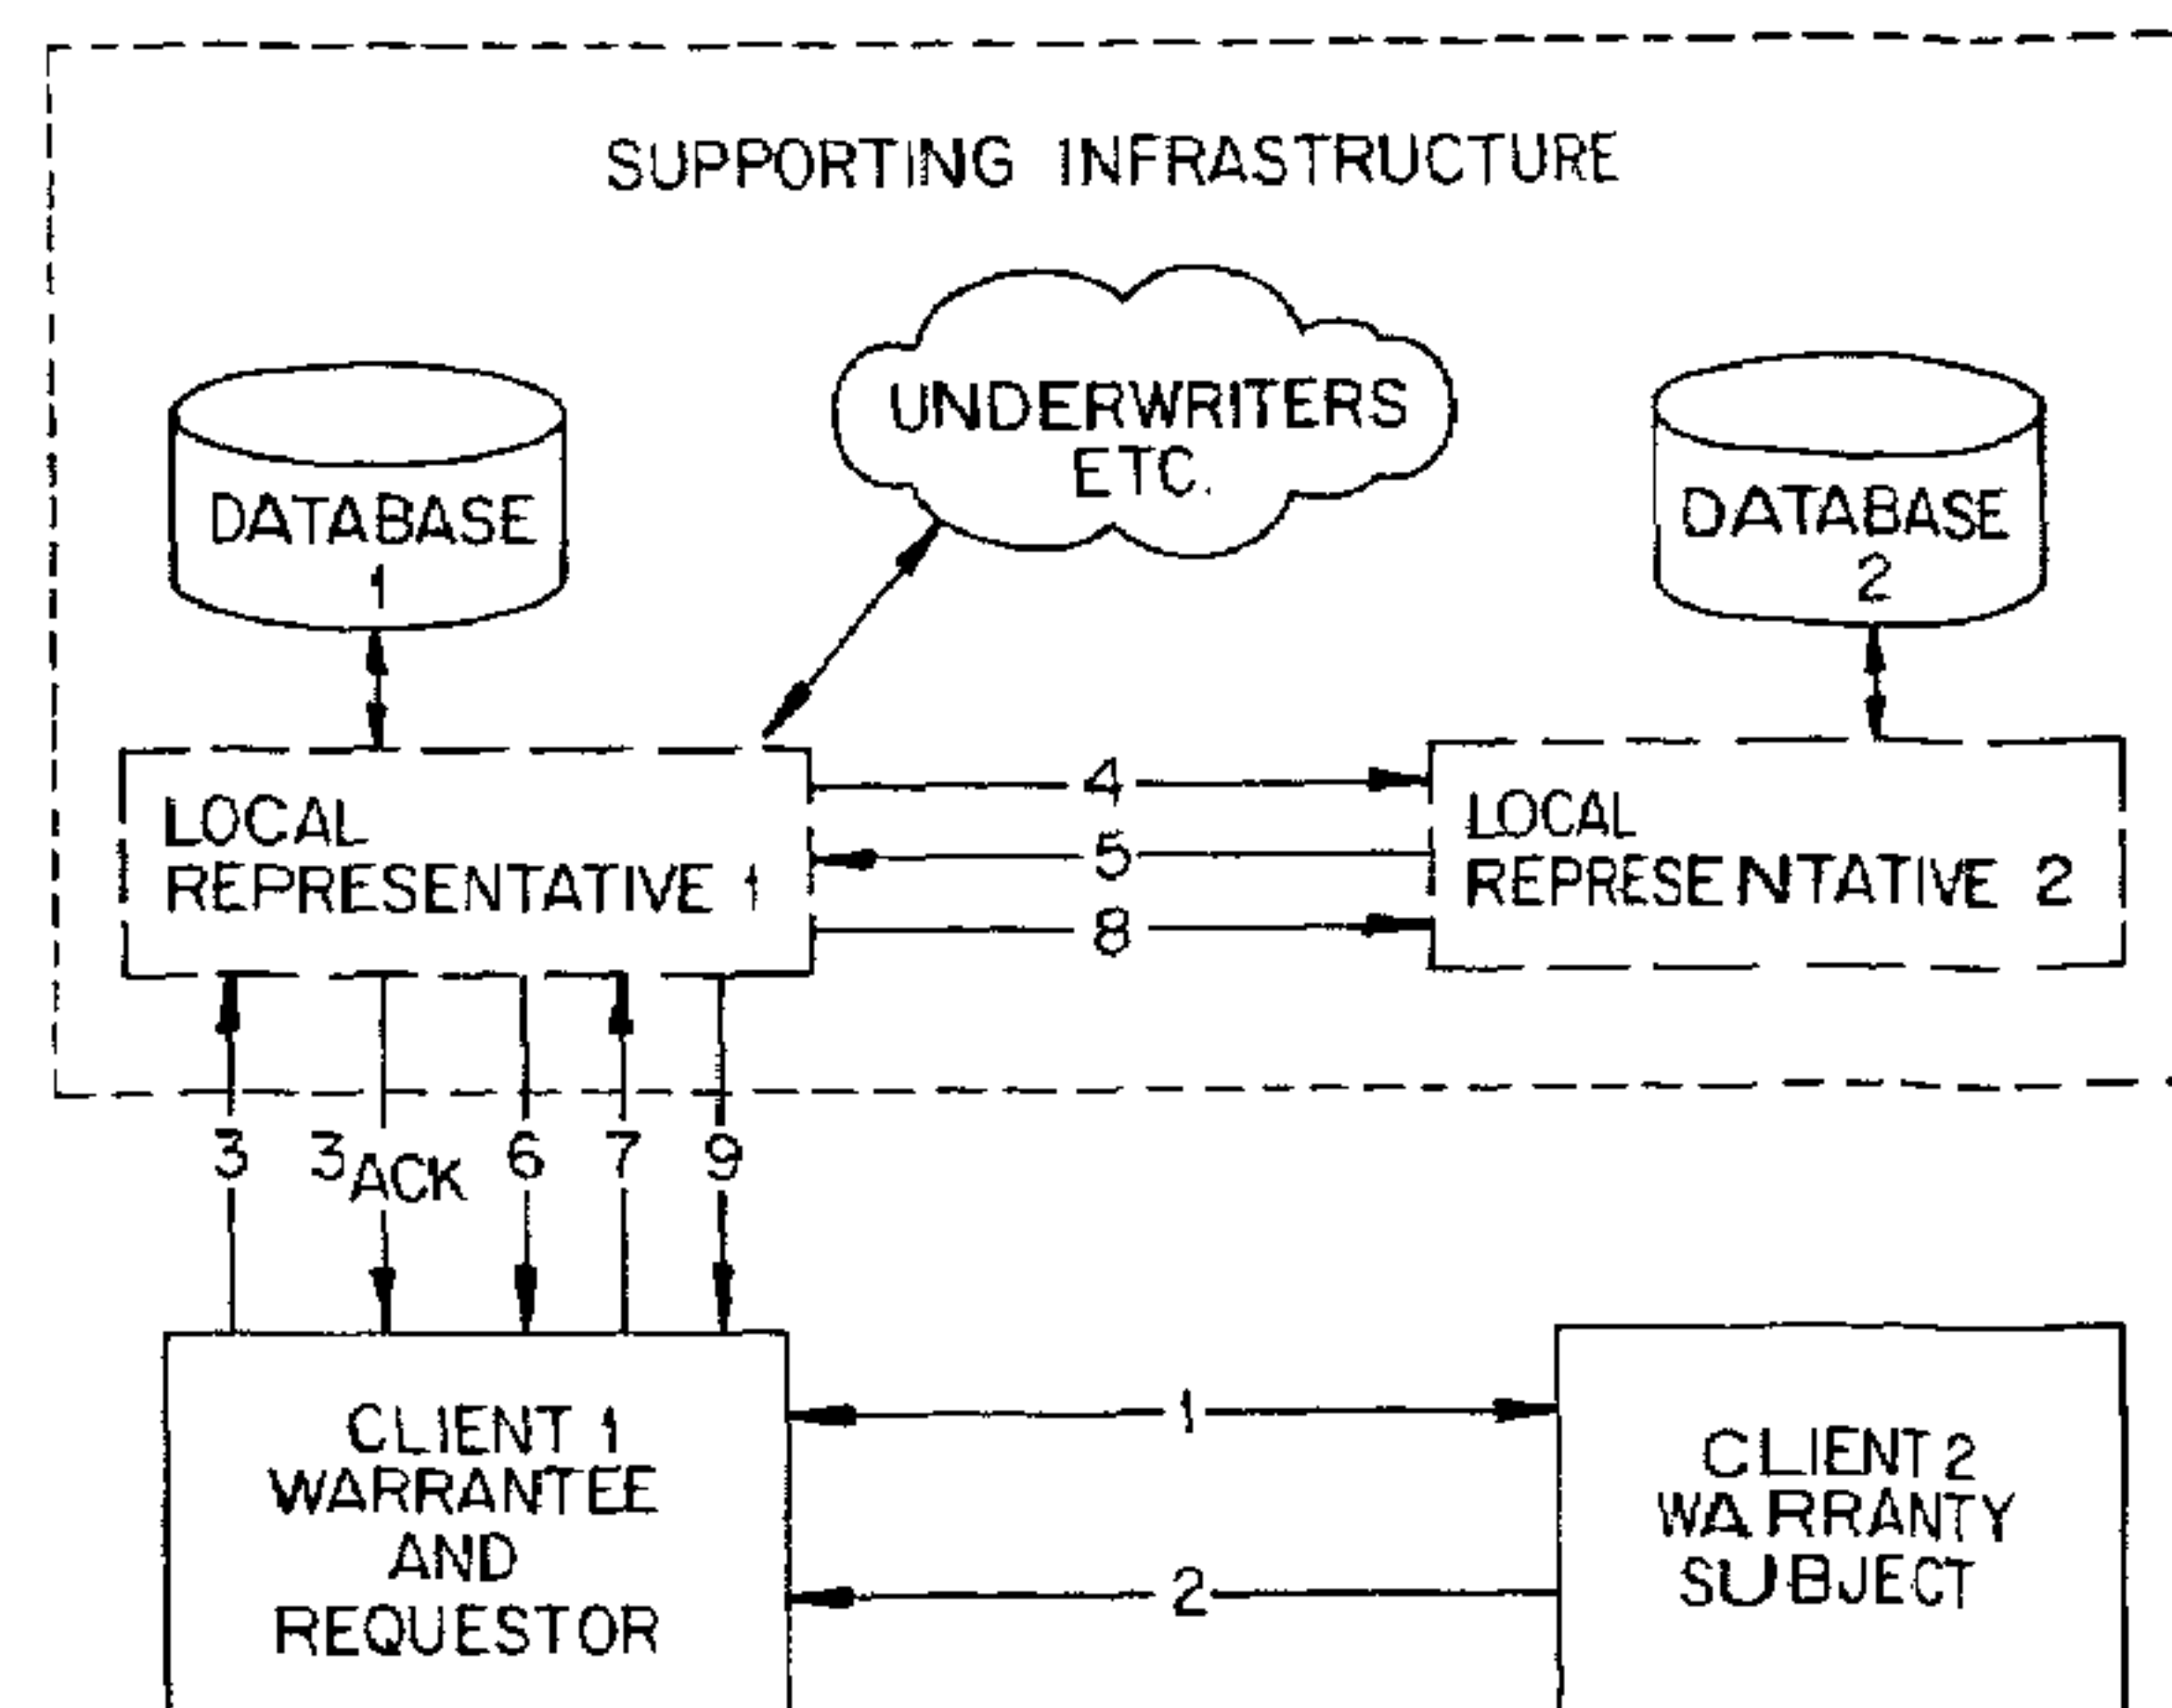 SUPPORTING INFRASTRUCTURE
UNDERWRITERS
ETC.
DATABASE
1
DATABASE
2
LOCAL
REPRESENTATIVE 1
4
5
8
LOCAL
REPRESENTATIVE 2
3
3ACK
6
7
9
CLIENT 1
WARRANTEE
AND
REQUESTOR
1
2
CLIENT 2
WARRANTY
SUBJECT